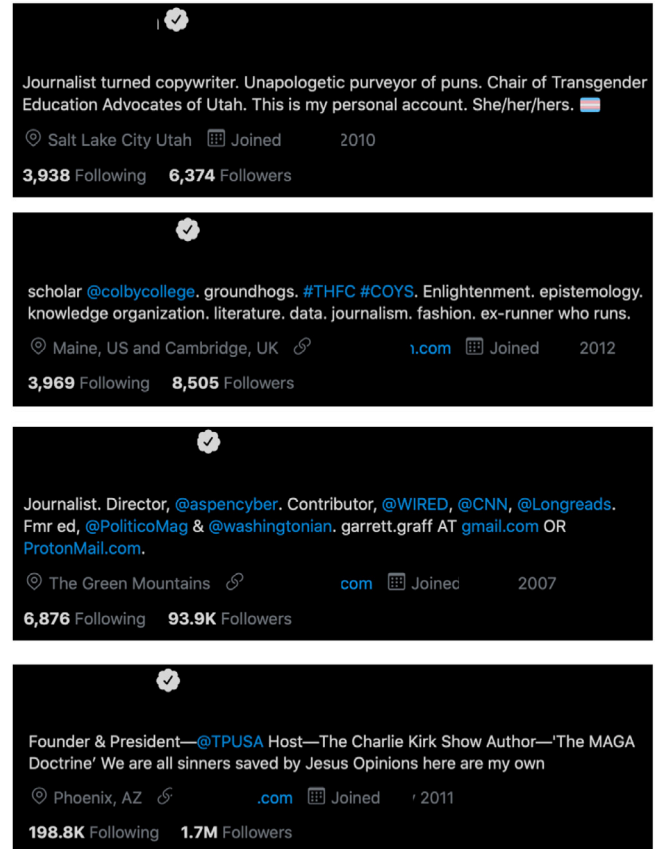 Journalist turned copywriter. Unapologetic purveyor of puns. Chair of Transgender
Education Advocates of Utah. This is my personal account. She/her/hers.
Salt Lake City Utah Joined 2010
3,938 Following 6,374 Followers
scholar @colbycollege. groundhogs. #THFC #COYS. Enlightenment. epistemology.
knowledge organization. literature. data. journalism. fashion. ex-runner who runs.
Maine, US and Cambridge, UK .com Joined 2012
3,969 Following 8,505 Followers
Journalist. Director, @aspencyber. Contributor, @WIRED, @CNN, @Longreads.
Fmr ed, @PoliticoMag & @washingtonian. garrett.graff AT gmail.com OR
ProtonMail.com.
The Green Mountains com Joined 2007
6,876 Following 93.9K Followers
Founder & President—@TPUSA Host—The Charlie Kirk Show Author—'The MAGA
Doctrine’ We are all sinners saved by Jesus Opinions here are my own
Phoenix, AZ .com Joined 2011
198.8K Following 1.7M Followers